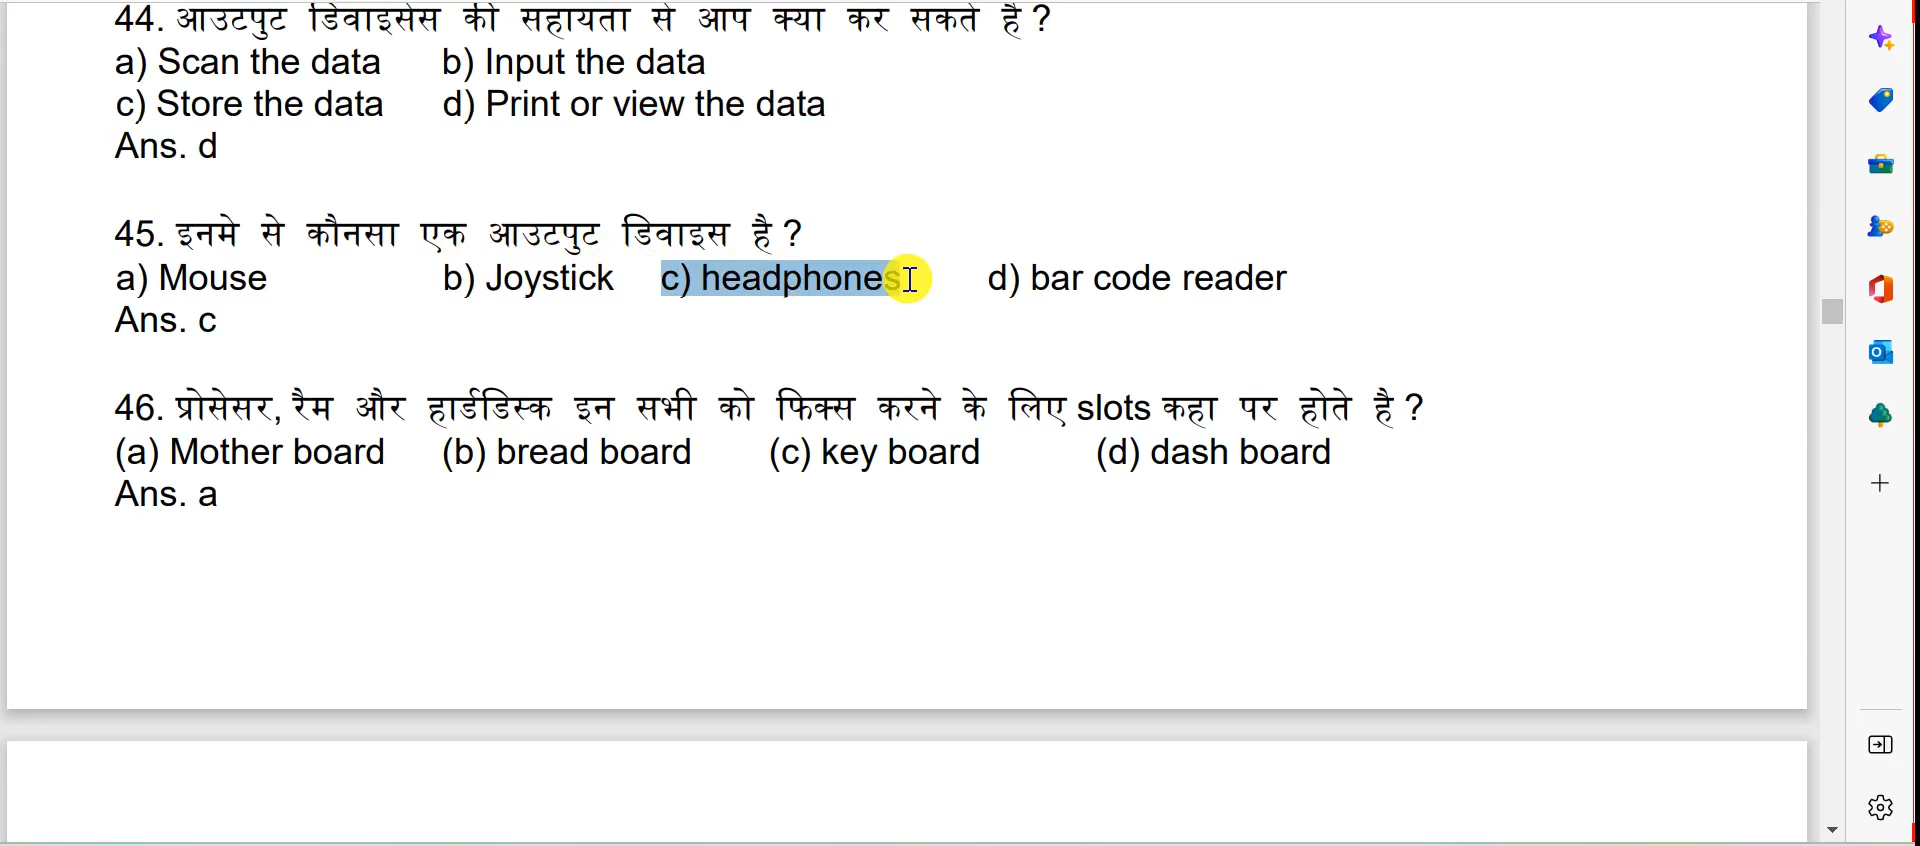 44. आउटपुट डिवाइसेस की सहायता से आप क्या कर सकते है ?
a) Scan the data b) Input the data
c) Store the data d) Print or view the data
Ans. d
45. इनमे से कौनसा एक आउटपुट डिवाइस है ?
a) Mouse b) Joystick c) headphones d) bar code reader
Ans. c
46. प्रोसेसर, रैम और हार्डडिस्क इन सभी को फिक्स करने के लिए slots कहा पर होते है ?
(a) Mother board (b) bread board (c) key board (d) dash board
Ans. a